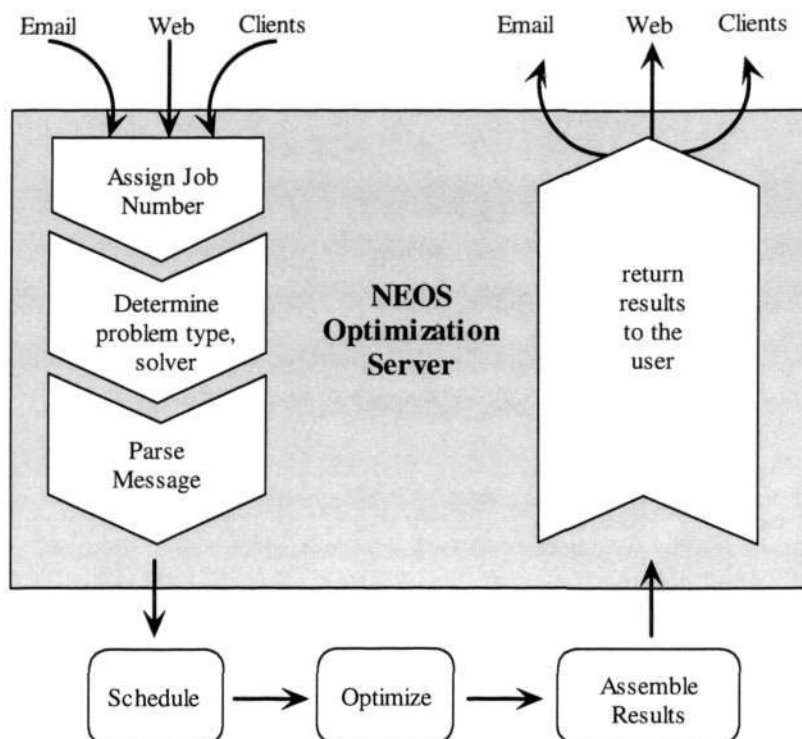 Email
Web
Clients
Email
Web
Clients
Assign Job
Number
Determine
problem type,
solver
Parse
Message
NEOS
Optimization
Server
return
results
to the
user
Schedule
Optimize
Assemble
Results